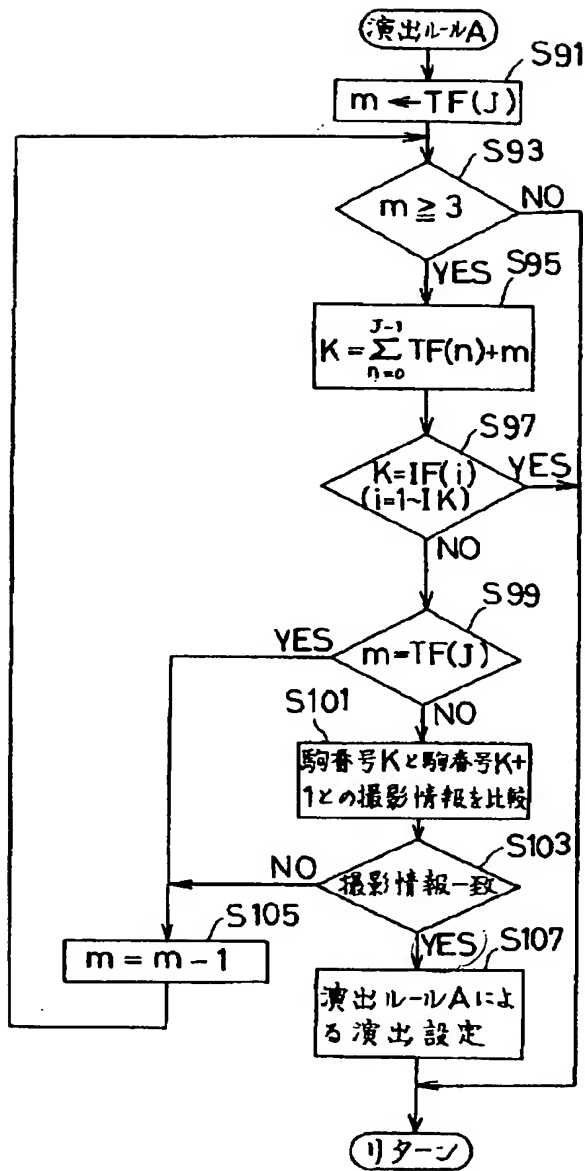 演出ルールA
S91
m ← TF(J)
S93
m ≧ 3
NO
YES
S95
J-1
K = Σ TF(n)+m
n=0
S97
K=IF(i)
(i=1~IK)
YES
NO
S99
m=TF(J)
YES
NO
S101
駒番号Kと駒番号K+
1との撮影情報を比較
S103
撮影情報一致
NO
YES
S105
m = m - 1
S107
演出ルールAによ
る演出設定
リターン